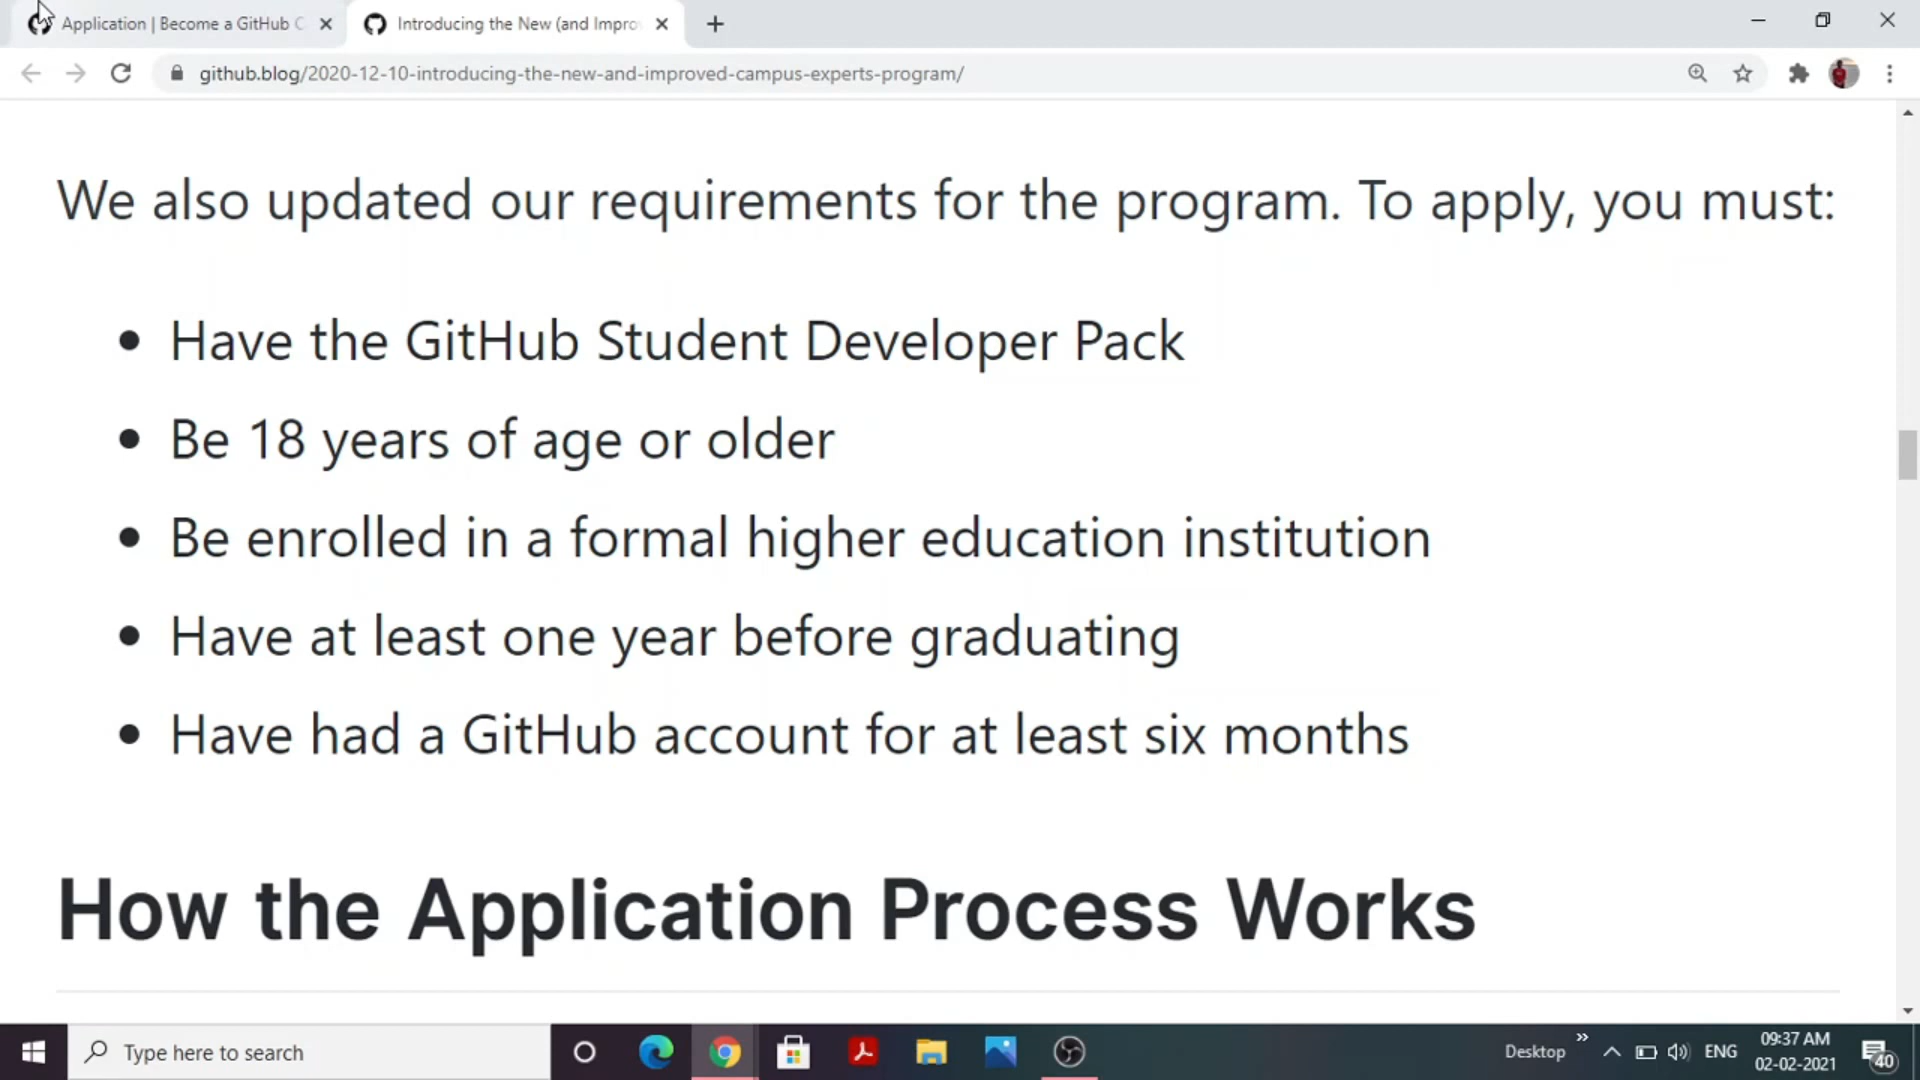 Application | Become a GitHub C
Introducing the New (and Impro
github.blog/2020-12-10-introducing-the-new-and-improved-campus-experts-program/
We also updated our requirements for the program. To apply, you must:
• Have the GitHub Student Developer Pack
• Be 18 years of age or older
• Be enrolled in a formal higher education institution
• Have at least one year before graduating
• Have had a GitHub account for at least six months
How the Application Process Works
Type here to search
Desktop
ENG
09:37 AM
02-02-2021
40